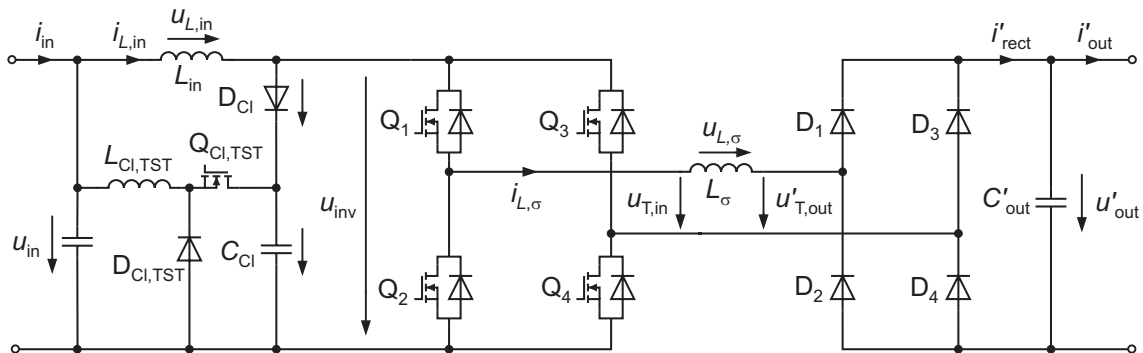 i_in
i_L,in
u_L,in
L_in
D_Cl
Q_Cl,TST
L_Cl,TST
D_Cl,TST
C_Cl
u_in
u_inv
Q_1
Q_2
Q_3
Q_4
i_L,σ
u_L,σ
L_σ
u_T,in
u'_T,out
D_1
D_2
D_3
D_4
i'_rect
i'_out
C'_out
u'_out